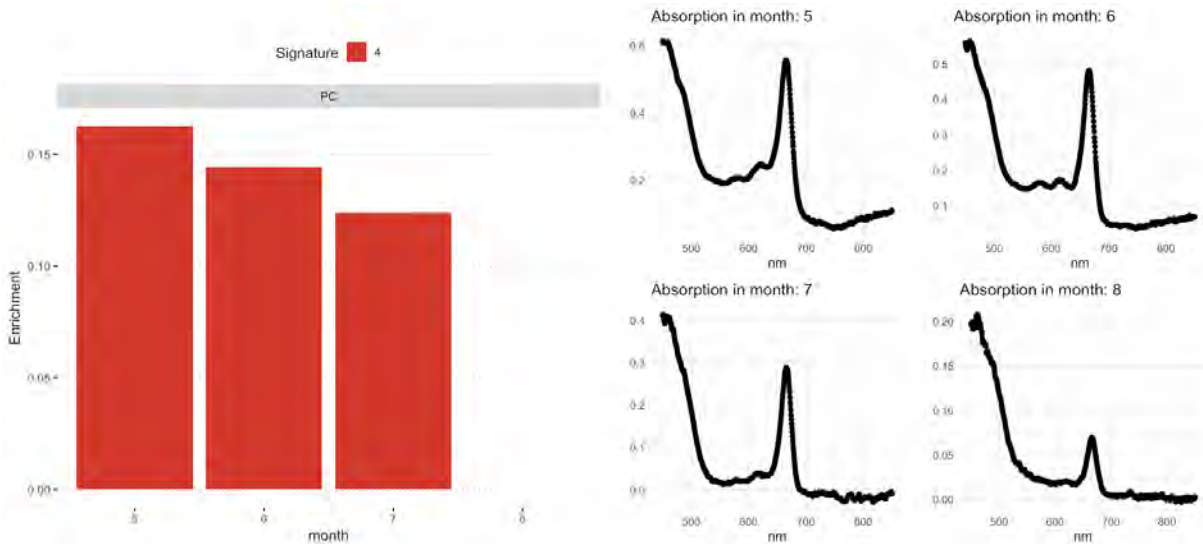 Signature 4
PC
0.15
0.10
0.05
0.00
Enrichment
5 6 7 8
month
Absorption in month: 5
0.6
0.4
0.2
500 600 700 800
nm
Absorption in month: 6
0.5
0.4
0.3
0.2
0.1
500 600 700 800
nm
Absorption in month: 7
0.4
0.3
0.2
0.1
0.0
500 600 700 800
nm
Absorption in month: 8
0.20
0.15
0.10
0.05
0.00
500 600 700 800
nm